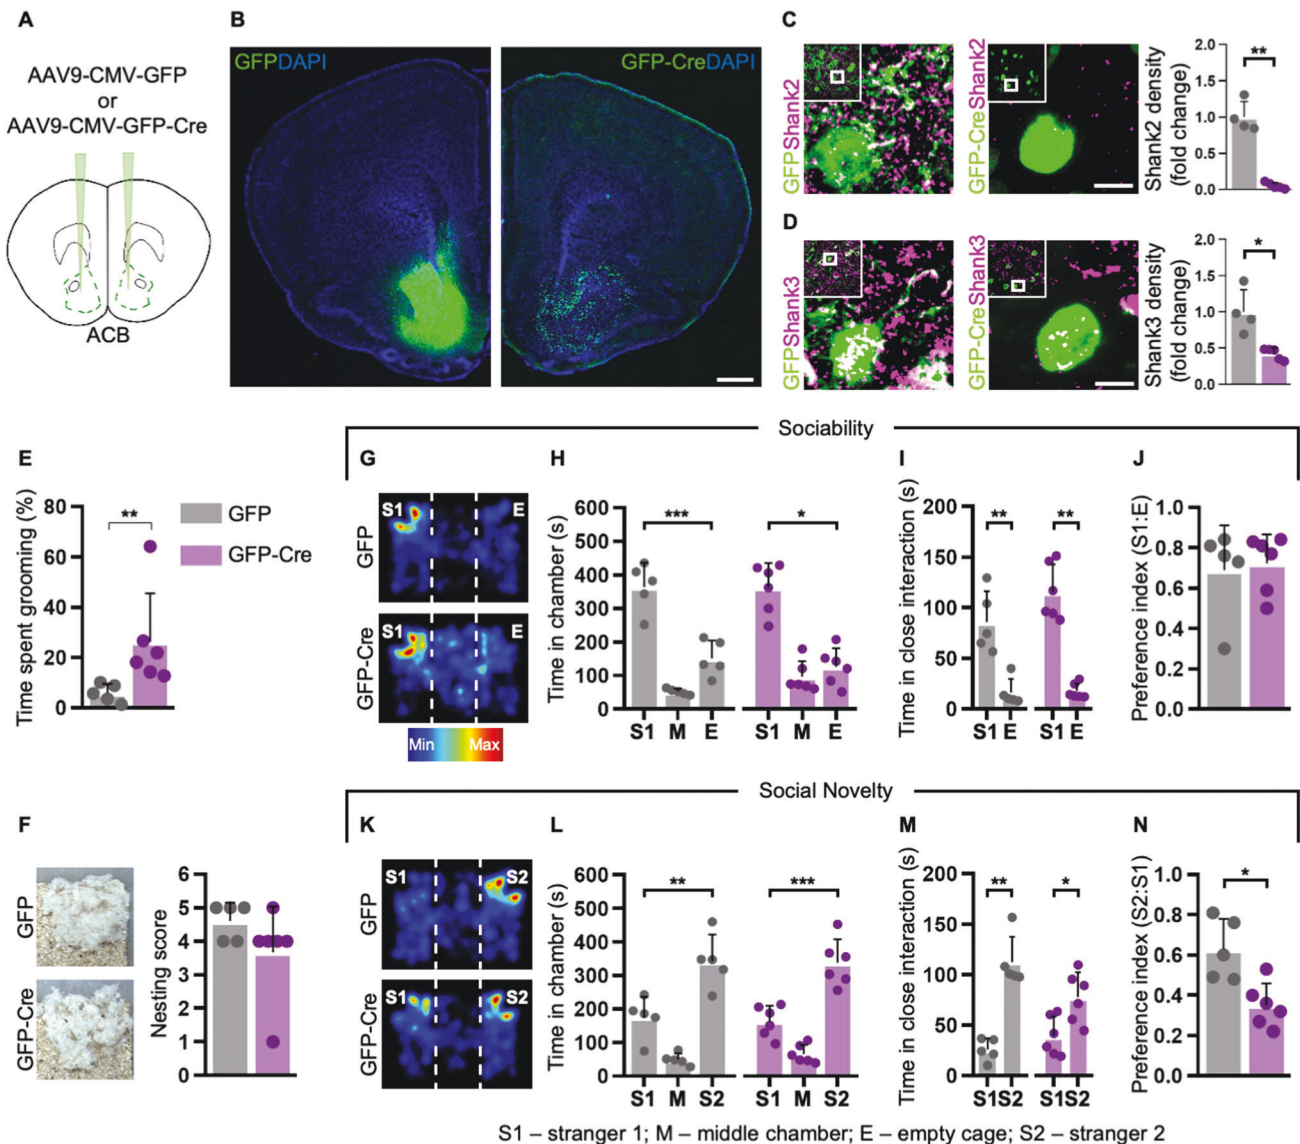 A
AAV9-CMV-GFP
or
AAV9-CMV-GFP-Cre
ACB
B
GFPDAPI
GFP-CreDAPI
C
GFPShank2
GFP-CreShank2
Shank2 density
(fold change)
2.0
1.5
1.0
0.5
0.0
**
D
GFPShank3
GFP-CreShank3
Shank3 density
(fold change)
2.0
1.5
1.0
0.5
0.0
*
E
Time spent grooming (%)
80
60
40
20
0
**
GFP
GFP-Cre
Sociability
G
GFP
S1
E
GFP-Cre
S1
E
Min
Max
H
Time in chamber (s)
600
500
400
300
200
100
0
***
*
S1 M E
S1 M E
I
Time in close interaction (s)
200
150
100
50
0
**
**
S1 E
S1 E
J
Preference index (S1:E)
1.0
0.8
0.6
0.4
0.2
0.0
F
GFP
GFP-Cre
Nesting score
6
5
4
3
2
1
0
Social Novelty
K
GFP
S1
S2
GFP-Cre
S1
S2
L
Time in chamber (s)
600
500
400
300
200
100
0
**
***
S1 M S2
S1 M S2
M
Time in close interaction (s)
200
150
100
50
0
**
*
S1S2
S1S2
N
Preference index (S2:S1)
1.0
0.8
0.6
0.4
0.2
0.0
*
S1 – stranger 1; M – middle chamber; E – empty cage; S2 – stranger 2